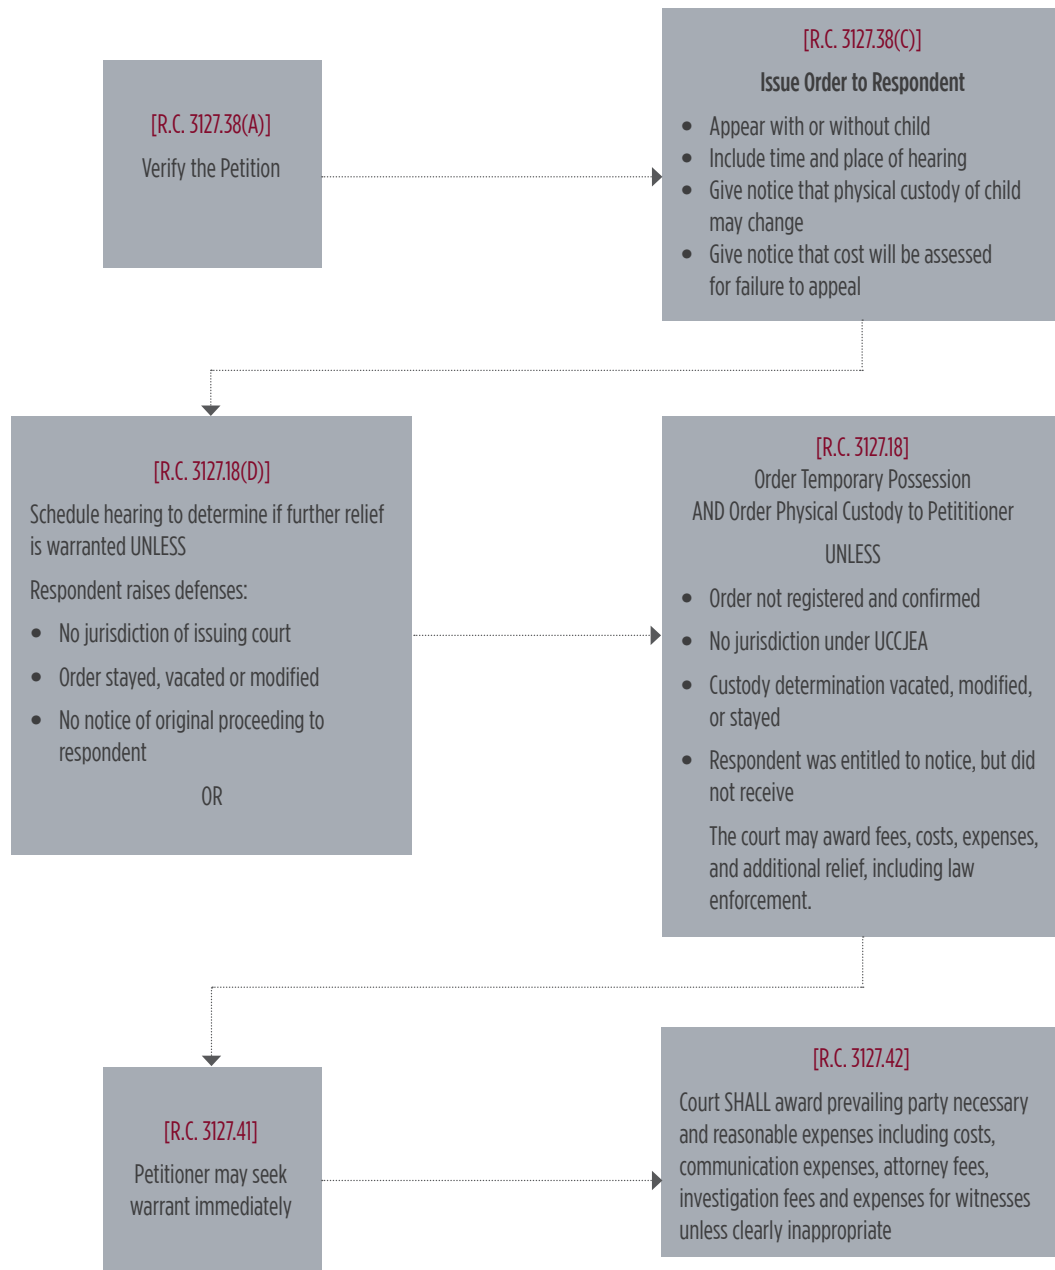 [R.C. 3127.38(A)]
Verify the Petition
[R.C. 3127.38(C)]
Issue Order to Respondent
• Appear with or without child
• Include time and place of hearing
• Give notice that physical custody of child
may change
• Give notice that cost will be assessed
for failure to appeal
[R.C. 3127.18(D)]
Schedule hearing to determine if further relief
is warranted UNLESS
Respondent raises defenses:
• No jurisdiction of issuing court
• Order stayed, vacated or modified
• No notice of original proceeding to
respondent
OR
[R.C. 3127.18]
Order Temporary Possession
AND Order Physical Custody to Petititioner
UNLESS
• Order not registered and confirmed
• No jurisdiction under UCCJEA
• Custody determination vacated, modified,
or stayed
• Respondent was entitled to notice, but did
not receive
The court may award fees, costs, expenses,
and additional relief, including law
enforcement.
[R.C. 3127.41]
Petitioner may seek
warrant immediately
[R.C. 3127.42]
Court SHALL award prevailing party necessary
and reasonable expenses including costs,
communication expenses, attorney fees,
investigation fees and expenses for witnesses
unless clearly inappropriate